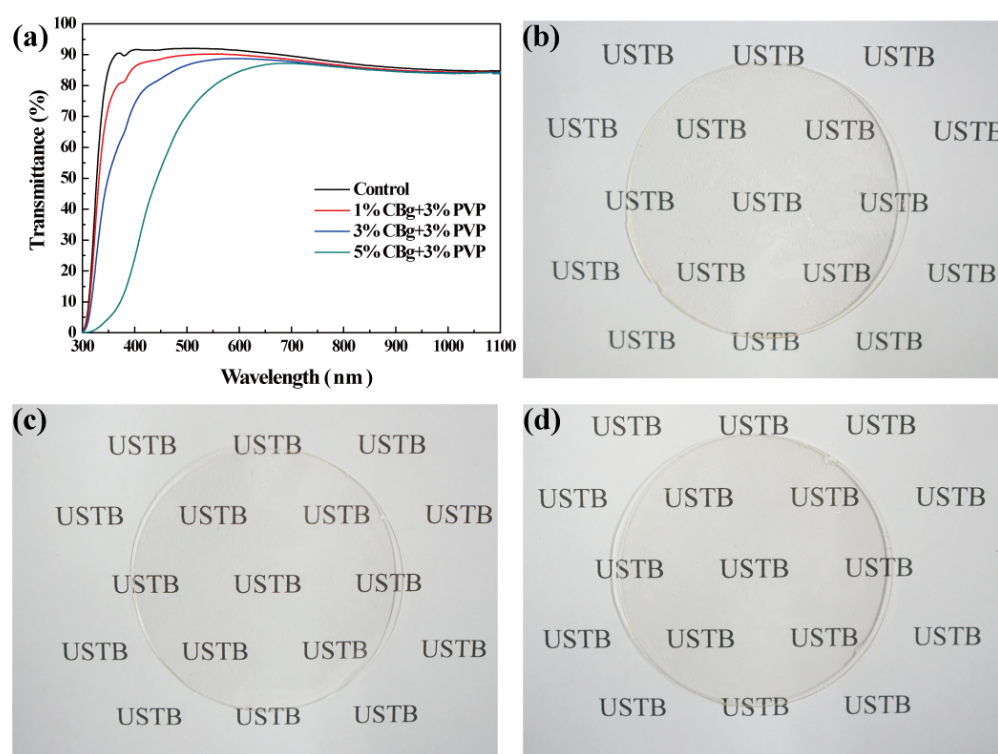 (a)
100
90
80
70
60
50
40
30
20
10
0
Transmittance (%)
Control
1% CBg+3% PVP
3% CBg+3% PVP
5% CBg+3% PVP
300 400 500 600 700 800 900 1000 1100
Wavelength ( nm )
(b)
USTB USTB USTB
USTB USTB USTB USTB
USTB USTB USTB
USTB USTB USTB USTB
USTB USTB USTB
(c)
USTB USTB USTB
USTB USTB USTB USTB
USTB USTB USTB
USTB USTB USTB USTB
USTB USTB USTB
(d)
USTB USTB USTB
USTB USTB USTB USTB
USTB USTB USTB
USTB USTB USTB USTB
USTB USTB USTB